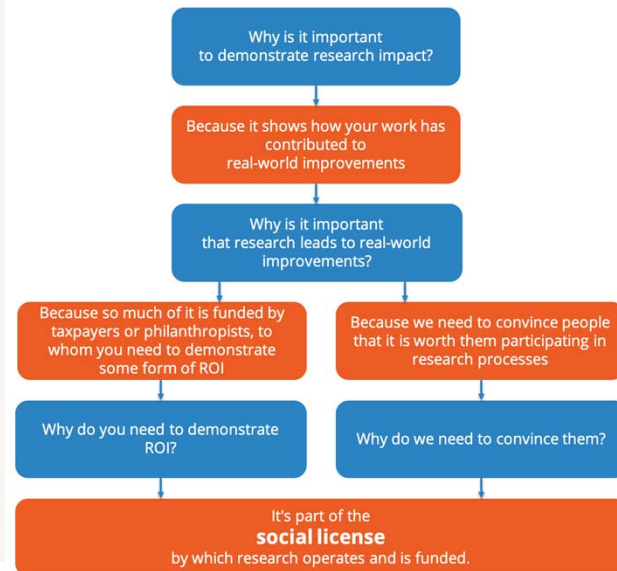 Why is it important
to demonstrate research impact?
Because it shows how your work has
contributed to
real-world improvements
Why is it important
that research leads to real-world
improvements?
Because so much of it is funded by
taxpayers or philanthropists, to
whom you need to demonstrate
some form of ROI
Because we need to convince people
that it is worth them participating in
research processes
Why do you need to demonstrate
ROI?
Why do we need to convince them?
It's part of the
social license
by which research operates and is funded.